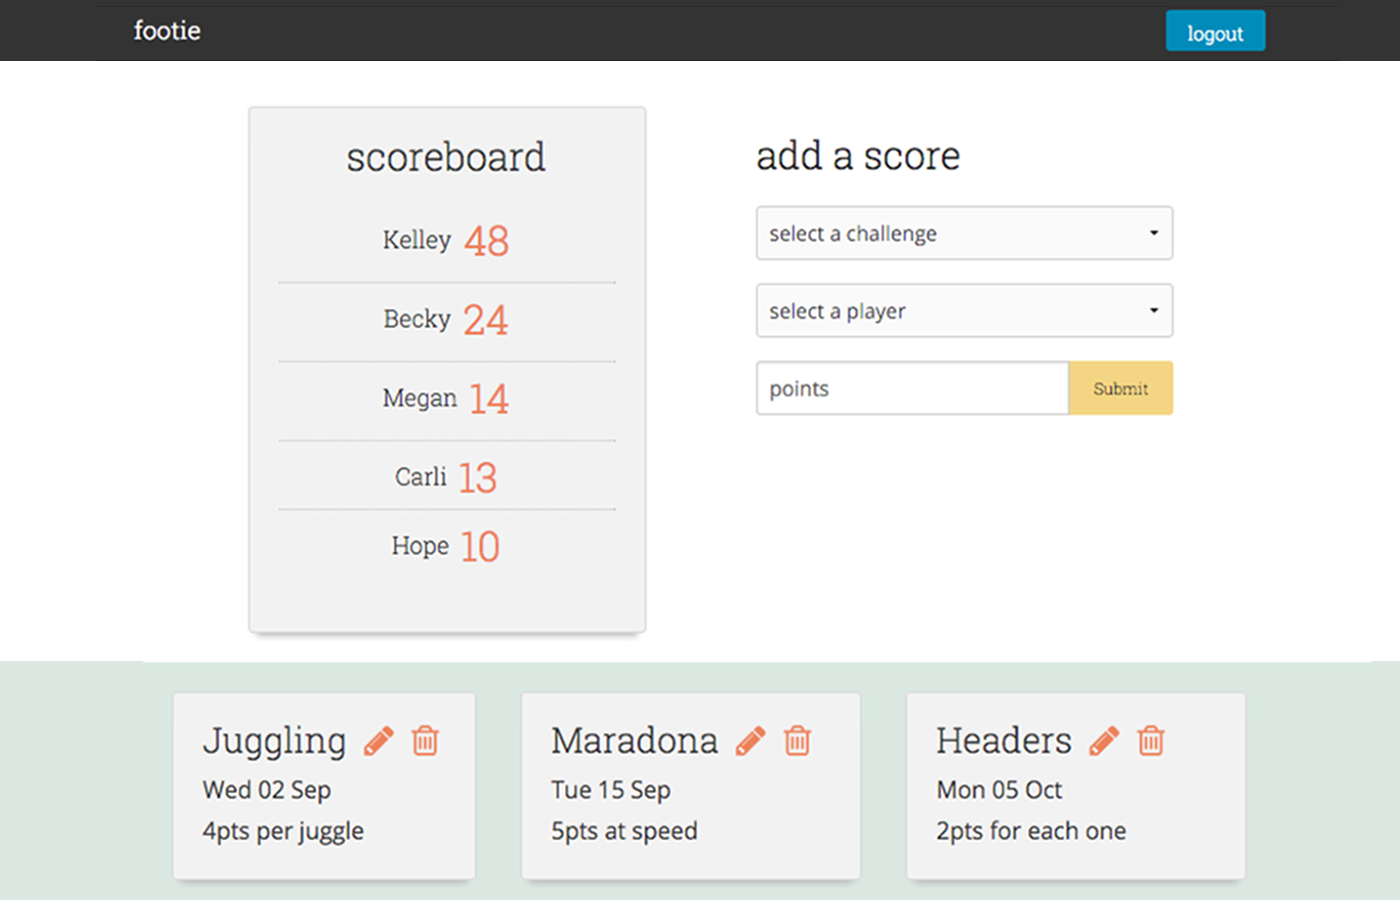 footie
logout
scoreboard
Kelley 48
Becky 24
Megan 14
Carli 13
Hope 10
add a score
select a challenge
select a player
points
Submit
Juggling
Wed 02 Sep
4pts per juggle
Maradona
Tue 15 Sep
5pts at speed
Headers
Mon 05 Oct
2pts for each one